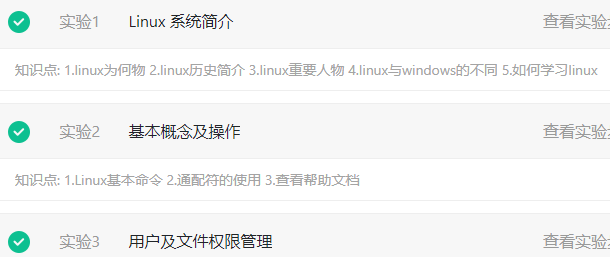 实验1 Linux 系统简介 查看实验
知识点: 1.linux为何物 2.linux历史简介 3.linux重要人物 4.linux与windows的不同 5.如何学习linux
实验2 基本概念及操作 查看实验
知识点: 1.Linux基本命令 2.通配符的使用 3.查看帮助文档
实验3 用户及文件权限管理 查看实验